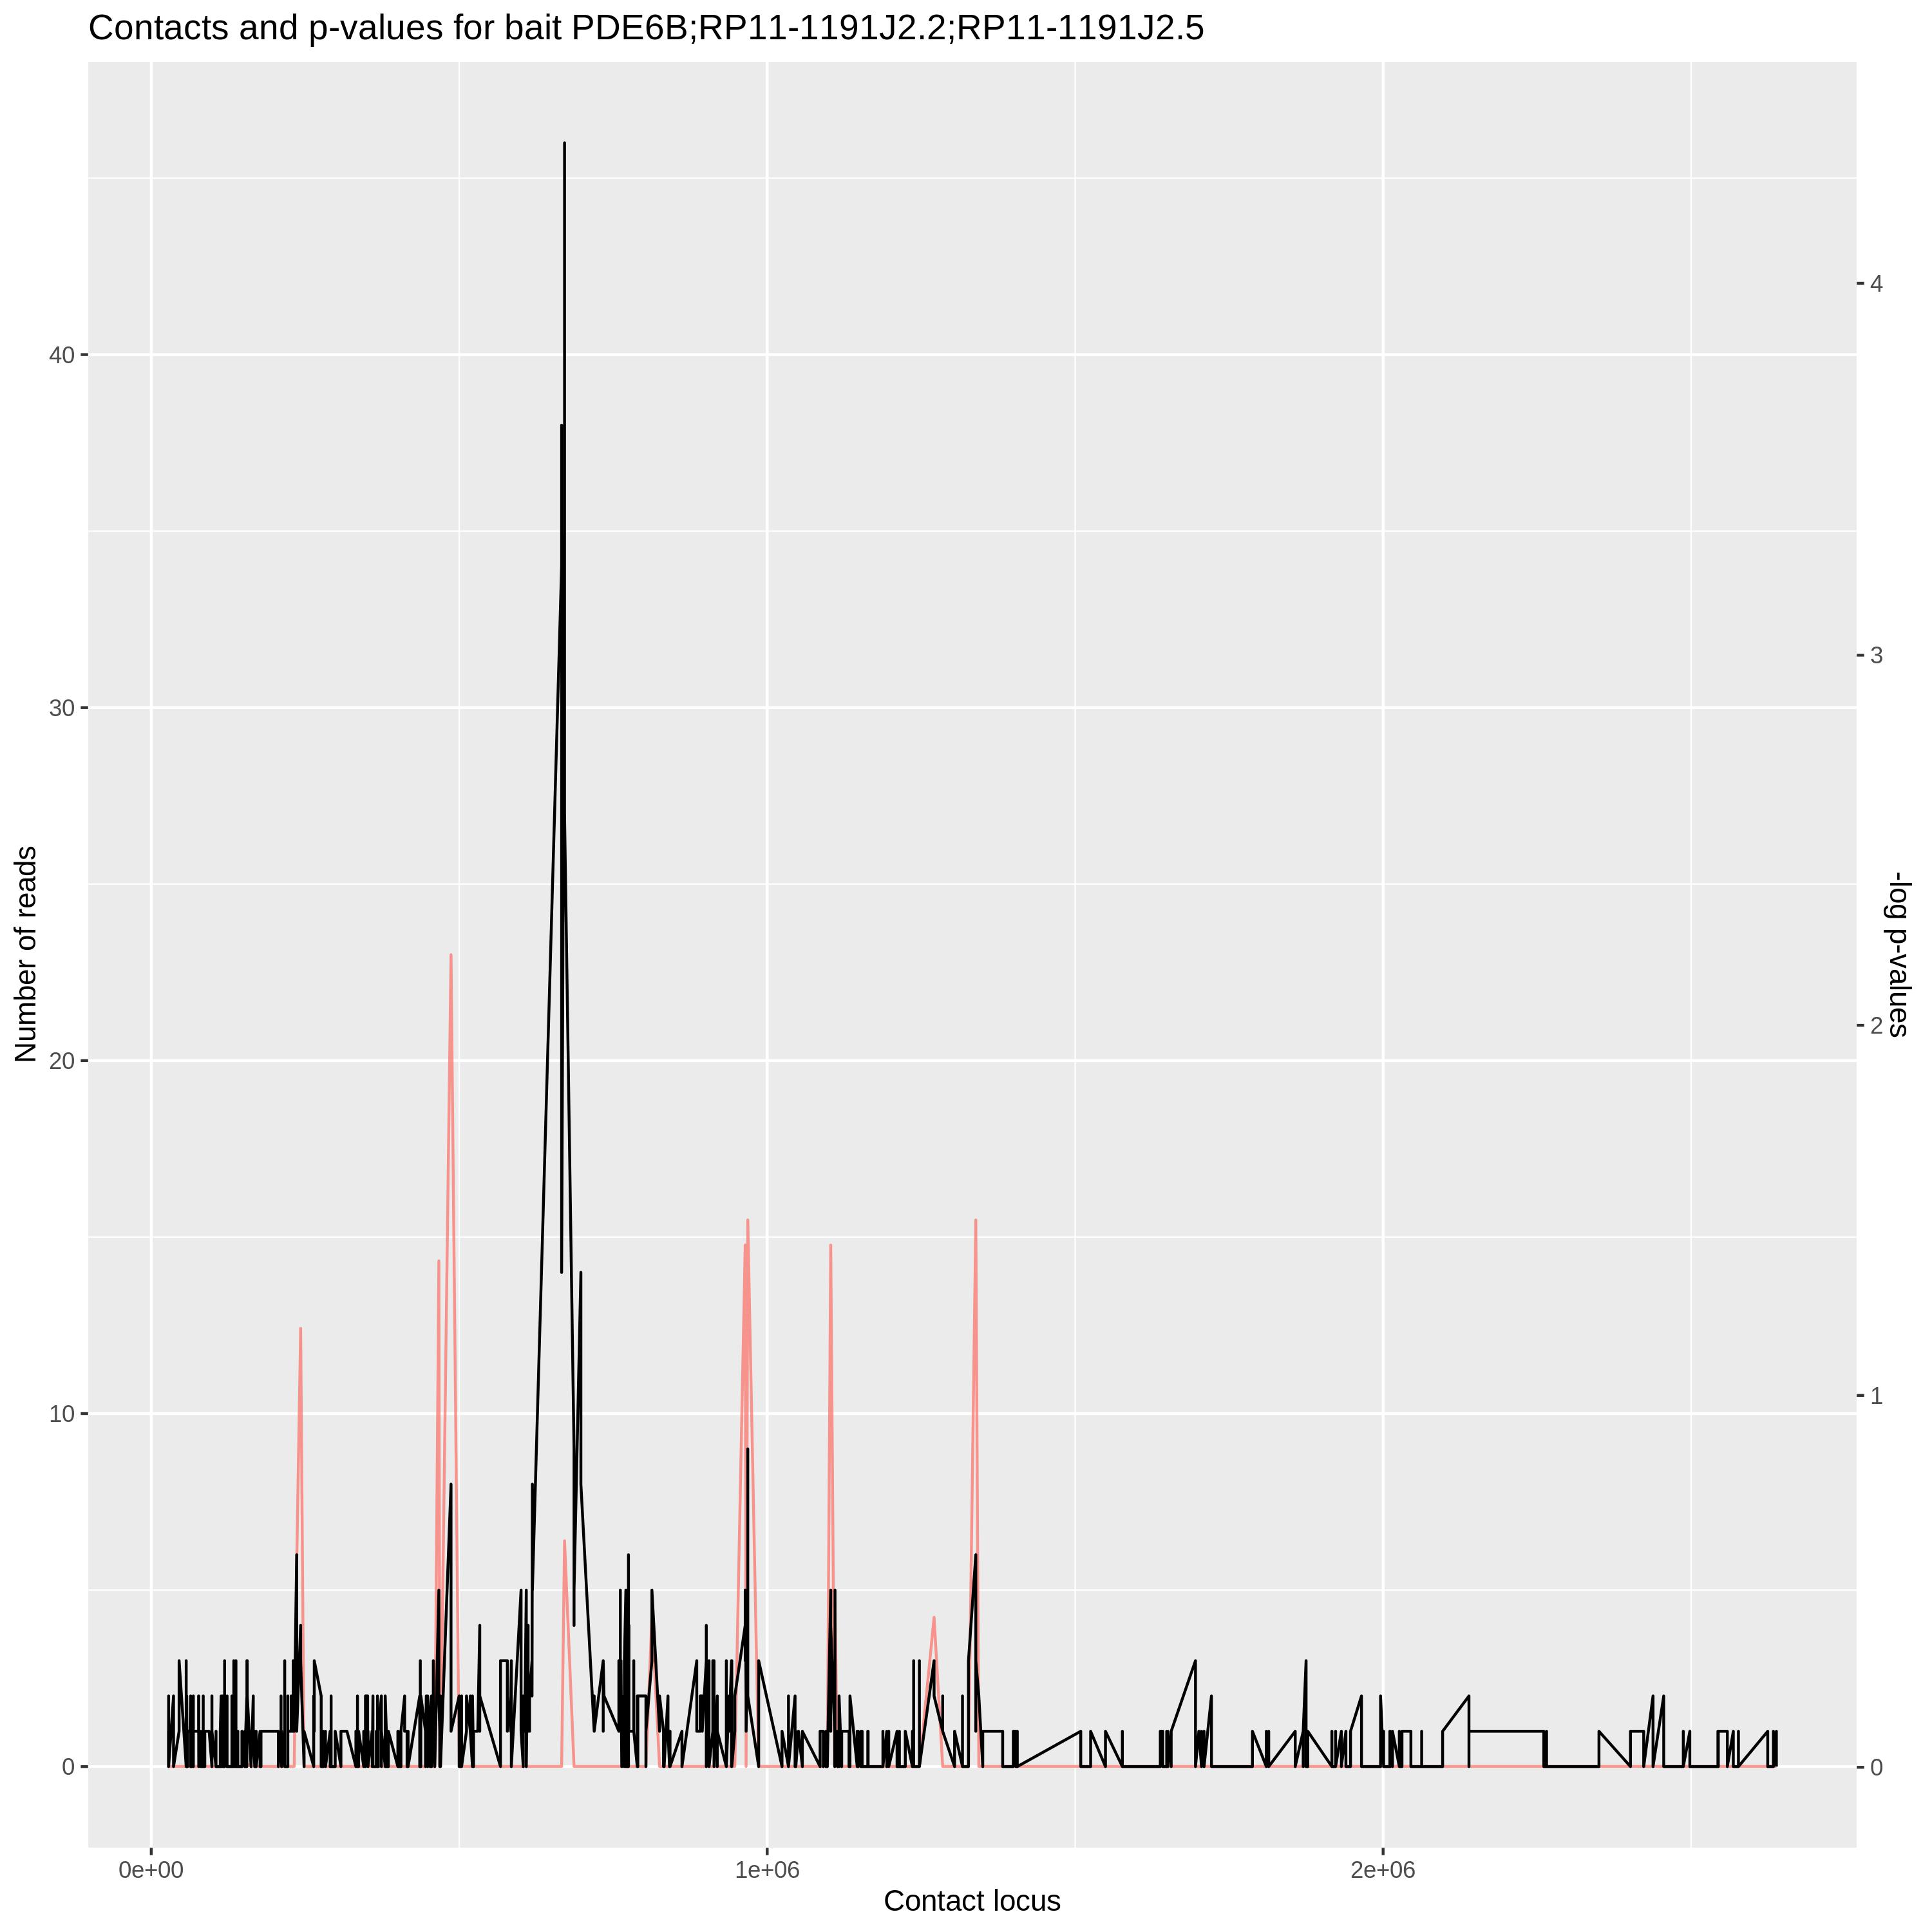 Contacts and p-values for bait PDE6B;RP11-1191J2.2;RP11-1191J2.5
Number of reads
40
30
20
10
0
4
3
2
1
0
-log p-values
0e+00
1e+06
2e+06
Contact locus